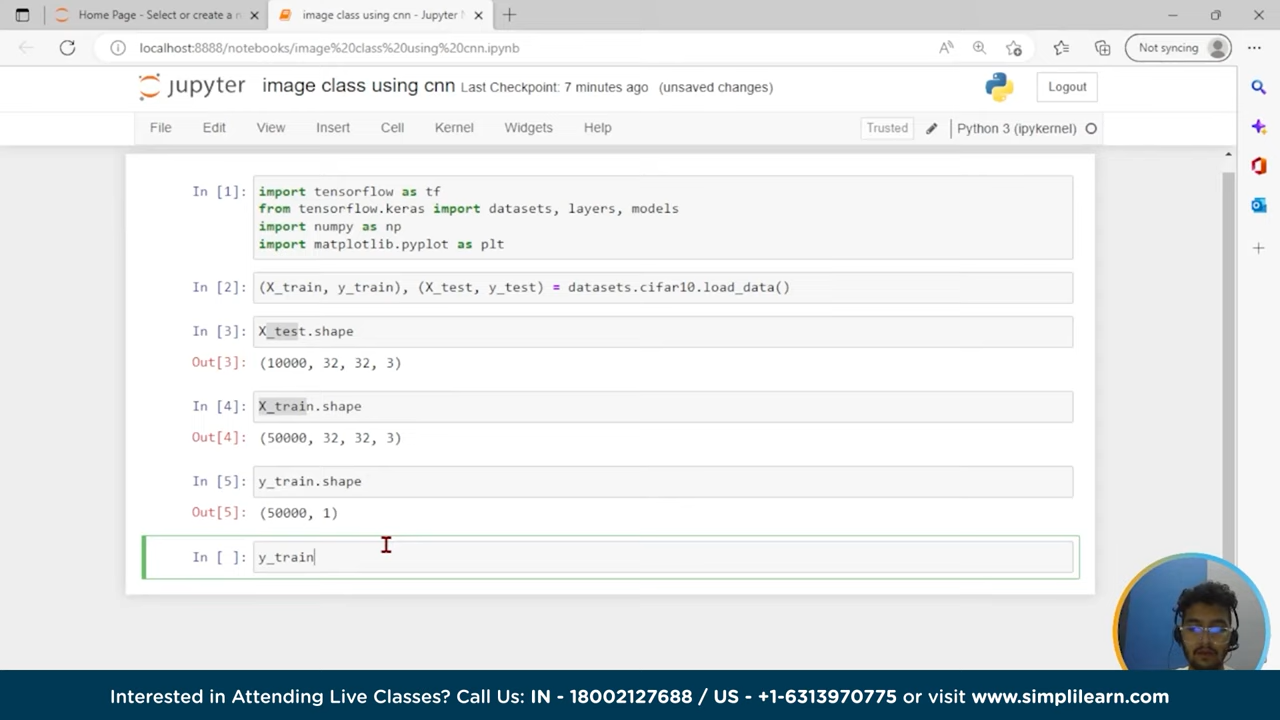 Home Page - Select or create a n
image class using cnn - Jupyter N
localhost:8888/notebooks/image%20class%20using%20cnn.ipynb
Not syncing
jupyter image class using cnn Last Checkpoint: 7 minutes ago (unsaved changes)
Logout
File Edit View Insert Cell Kernel Widgets Help
Trusted
Python 3 (ipykernel)
In [1]: import tensorflow as tf
from tensorflow.keras import datasets, layers, models
import numpy as np
import matplotlib.pyplot as plt
In [2]: (X_train, y_train), (X_test, y_test) = datasets.cifar10.load_data()
In [3]: X_test.shape
Out[3]: (10000, 32, 32, 3)
In [4]: X_train.shape
Out[4]: (50000, 32, 32, 3)
In [5]: y_train.shape
Out[5]: (50000, 1)
In [ ]: y_train
Interested in Attending Live Classes? Call Us: IN - 18002127688 / US - +1-6313970775 or visit www.simplilearn.com